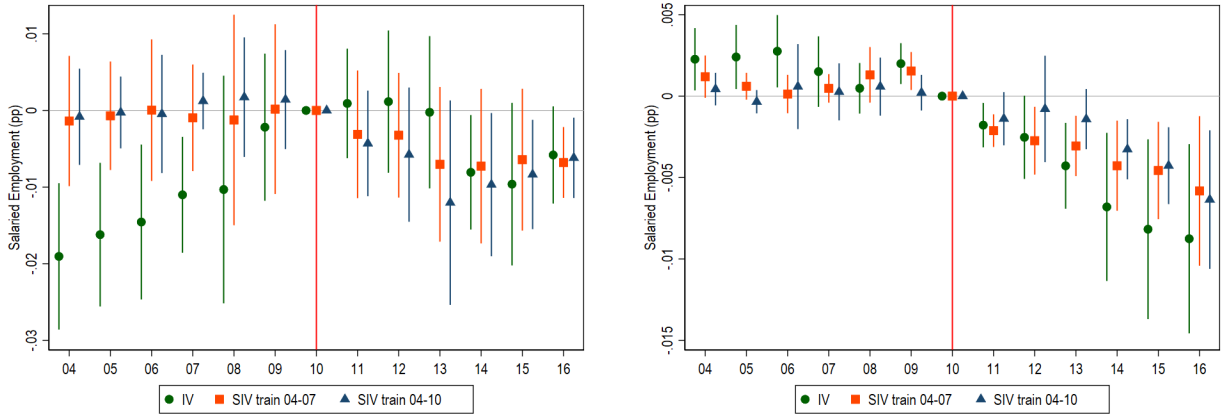 Salaried Employment (pp)
.01
0
-.01
-.02
-.03
04 05 06 07 08 09 10 11 12 13 14 15 16
IV SIV train 04-07 SIV train 04-10
Salaried Employment (pp)
.005
0
-.005
-.01
-.015
04 05 06 07 08 09 10 11 12 13 14 15 16
IV SIV train 04-07 SIV train 04-10